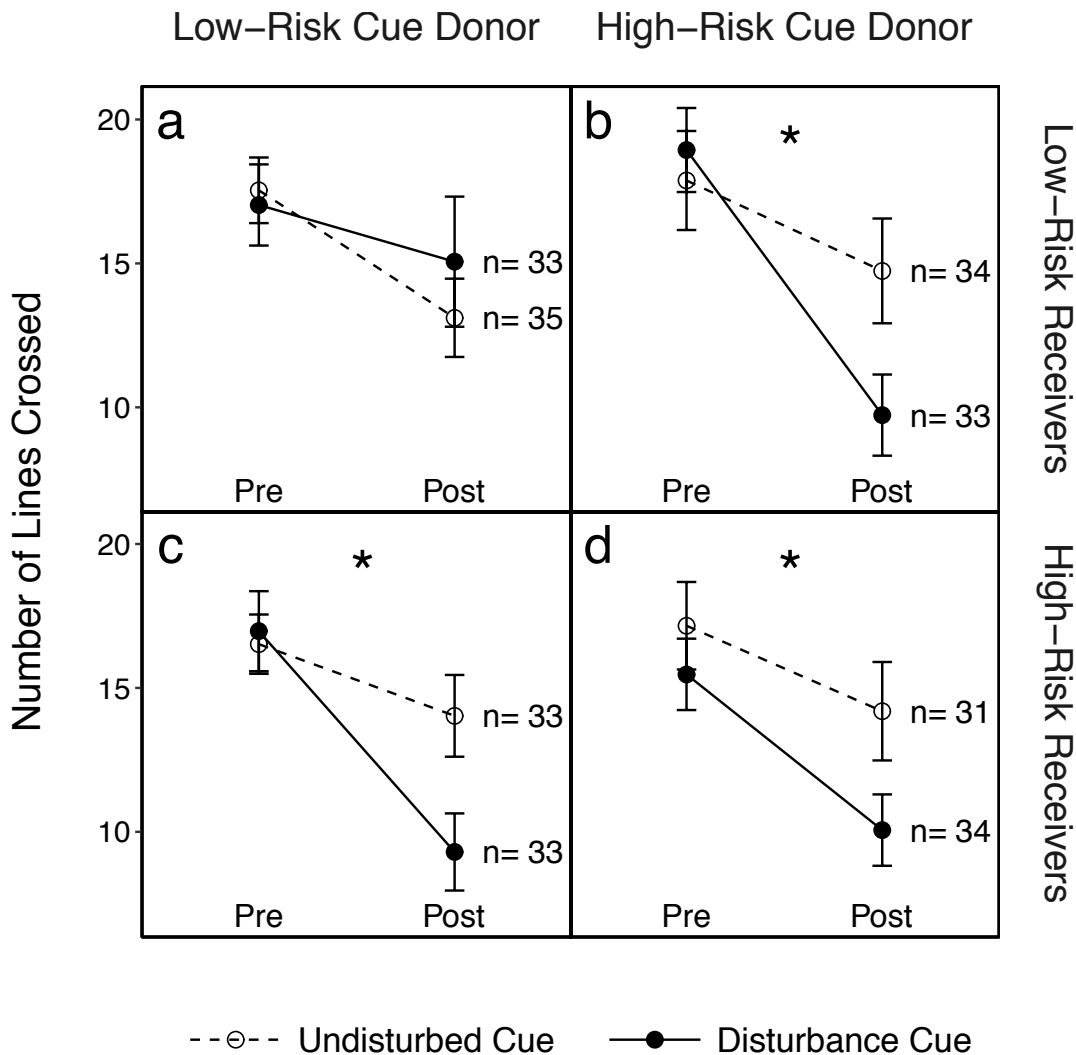 Low–Risk Cue Donor High–Risk Cue Donor
Number of Lines Crossed
20
15
10
a
n= 33
n= 35
Pre Post
b
*
n= 34
n= 33
Pre Post
Low–Risk Receivers
20
15
10
c
*
n= 33
n= 33
Pre Post
d
*
n= 31
n= 34
Pre Post
High–Risk Receivers
Undisturbed Cue Disturbance Cue